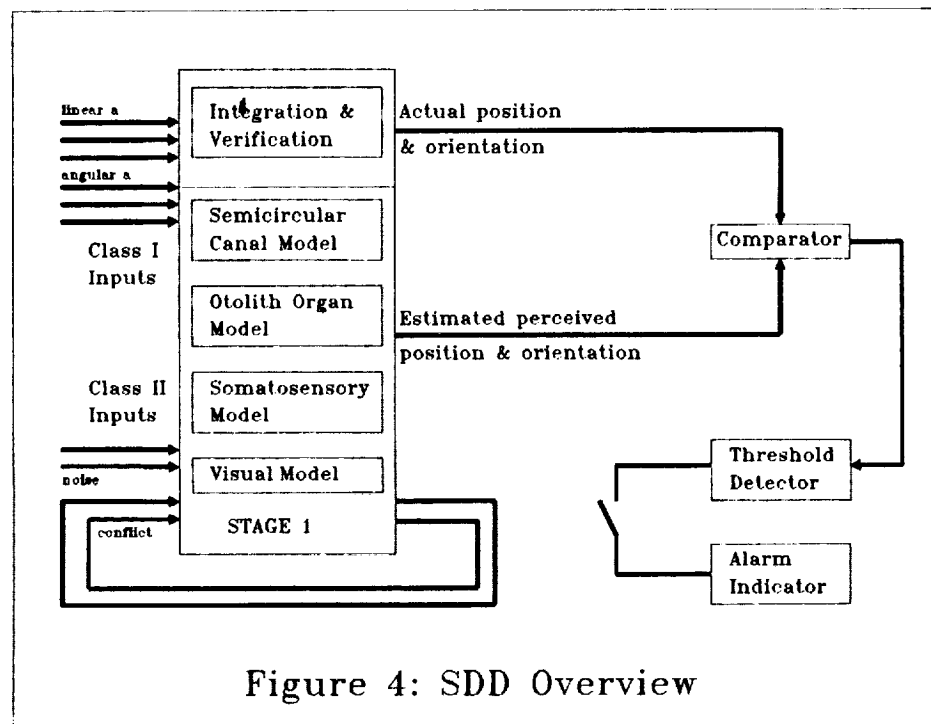 linear a
angular a
Class I
Inputs
Class II
Inputs
noise
conflict
Integration &
Verification
Semicircular
Canal Model
Otolith Organ
Model
Somatosensory
Model
Visual Model
STAGE 1
Actual position
& orientation
Estimated perceived
position & orientation
Comparator
Threshold
Detector
Alarm
Indicator
Figure 4: SDD Overview